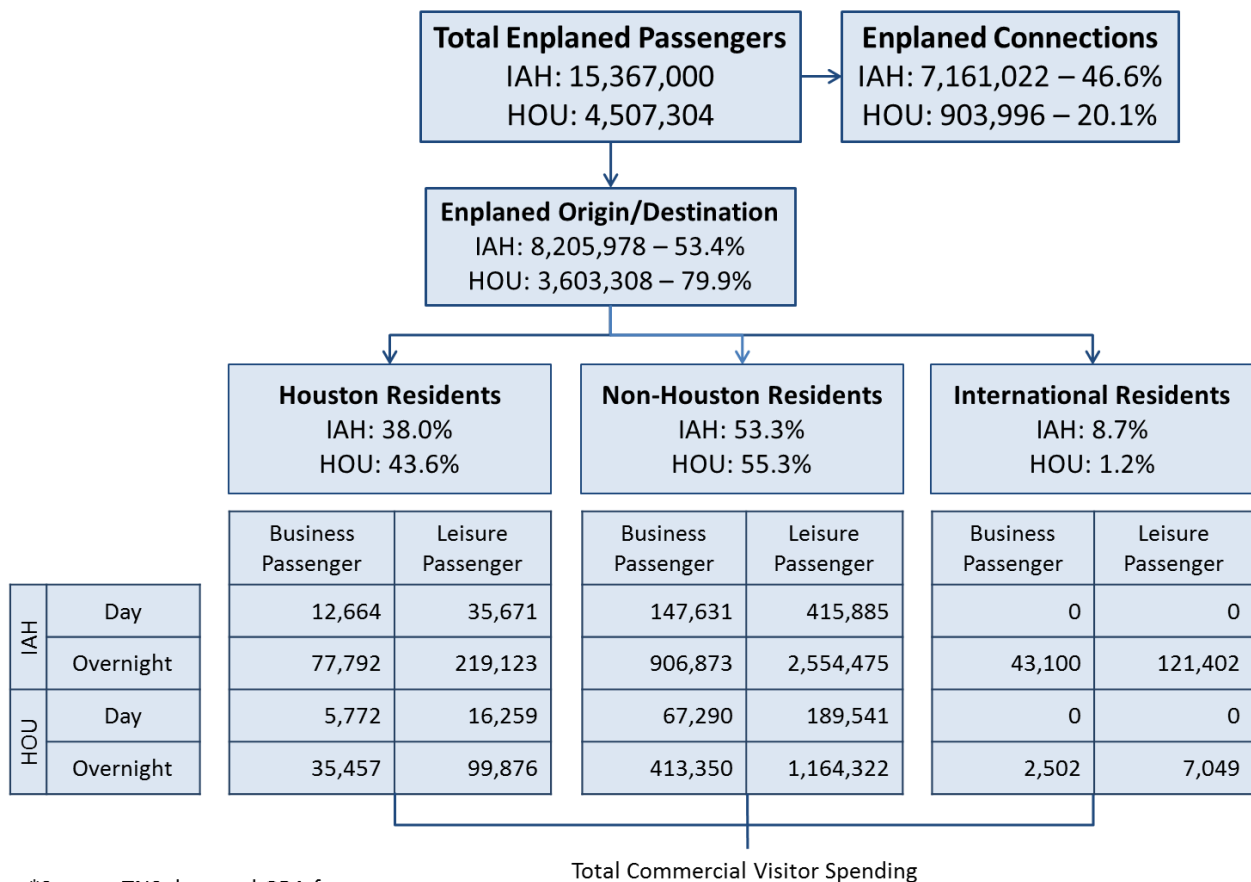 Total Enplaned Passengers
IAH: 15,367,000
HOU: 4,507,304
Enplaned Connections
IAH: 7,161,022 – 46.6%
HOU: 903,996 – 20.1%
Enplaned Origin/Destination
IAH: 8,205,978 – 53.4%
HOU: 3,603,308 – 79.9%
Houston Residents
IAH: 38.0%
HOU: 43.6%
Non-Houston Residents
IAH: 53.3%
HOU: 55.3%
International Residents
IAH: 8.7%
HOU: 1.2%
Business Passenger Leisure Passenger Business Passenger Leisure Passenger Business Passenger Leisure Passenger
IAH
Day 12,664 35,671 147,631 415,885 0 0
Overnight 77,792 219,123 906,873 2,554,475 43,100 121,402
HOU
Day 5,772 16,259 67,290 189,541 0 0
Overnight 35,457 99,876 413,350 1,164,322 2,502 7,049
Total Commercial Visitor Spending